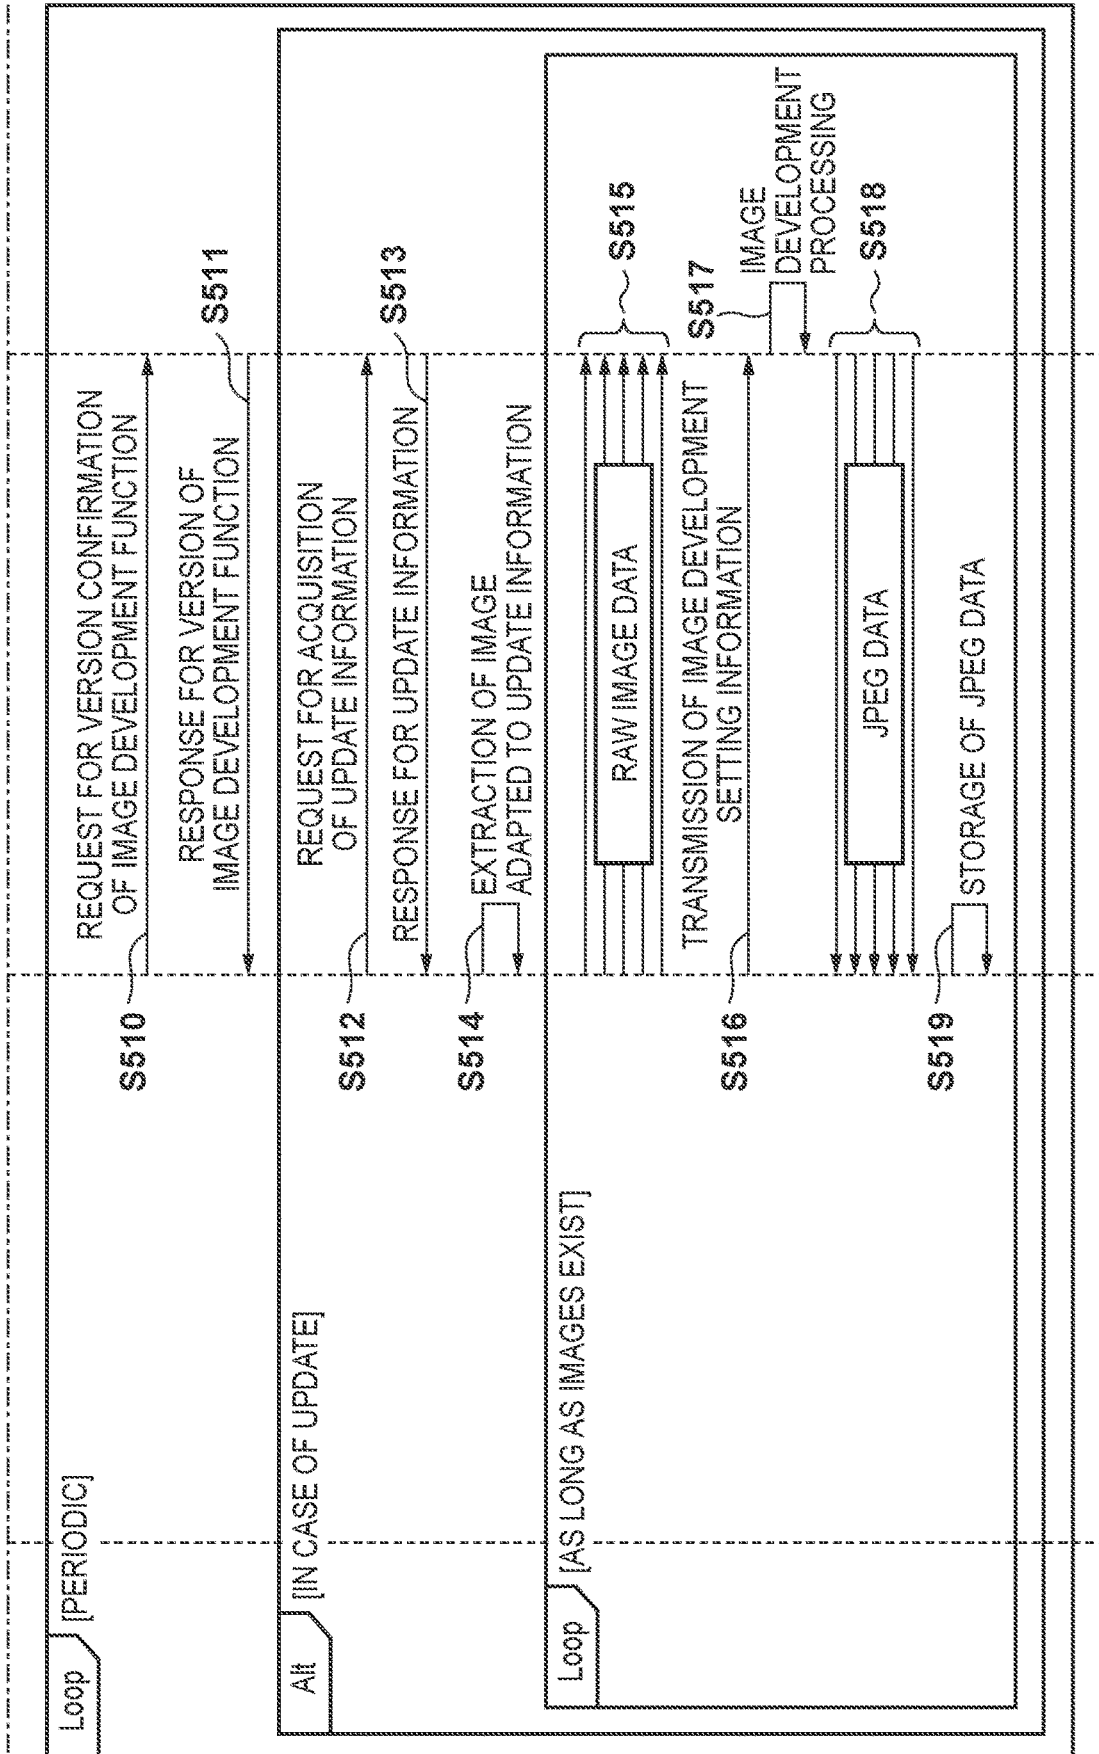 Loop
[PERIODIC]
REQUEST FOR VERSION CONFIRMATION
OF IMAGE DEVELOPMENT FUNCTION
S510
RESPONSE FOR VERSION OF
IMAGE DEVELOPMENT FUNCTION
S511
Alt
[IN CASE OF UPDATE]
REQUEST FOR ACQUISITION
OF UPDATE INFORMATION
S512
RESPONSE FOR UPDATE INFORMATION
S513
S514
EXTRACTION OF IMAGE
ADAPTED TO UPDATE INFORMATION
Loop
[AS LONG AS IMAGES EXIST]
RAW IMAGE DATA
S515
TRANSMISSION OF IMAGE DEVELOPMENT
SETTING INFORMATION
S516
S517
IMAGE
DEVELOPMENT
PROCESSING
JPEG DATA
S518
S519
STORAGE OF JPEG DATA